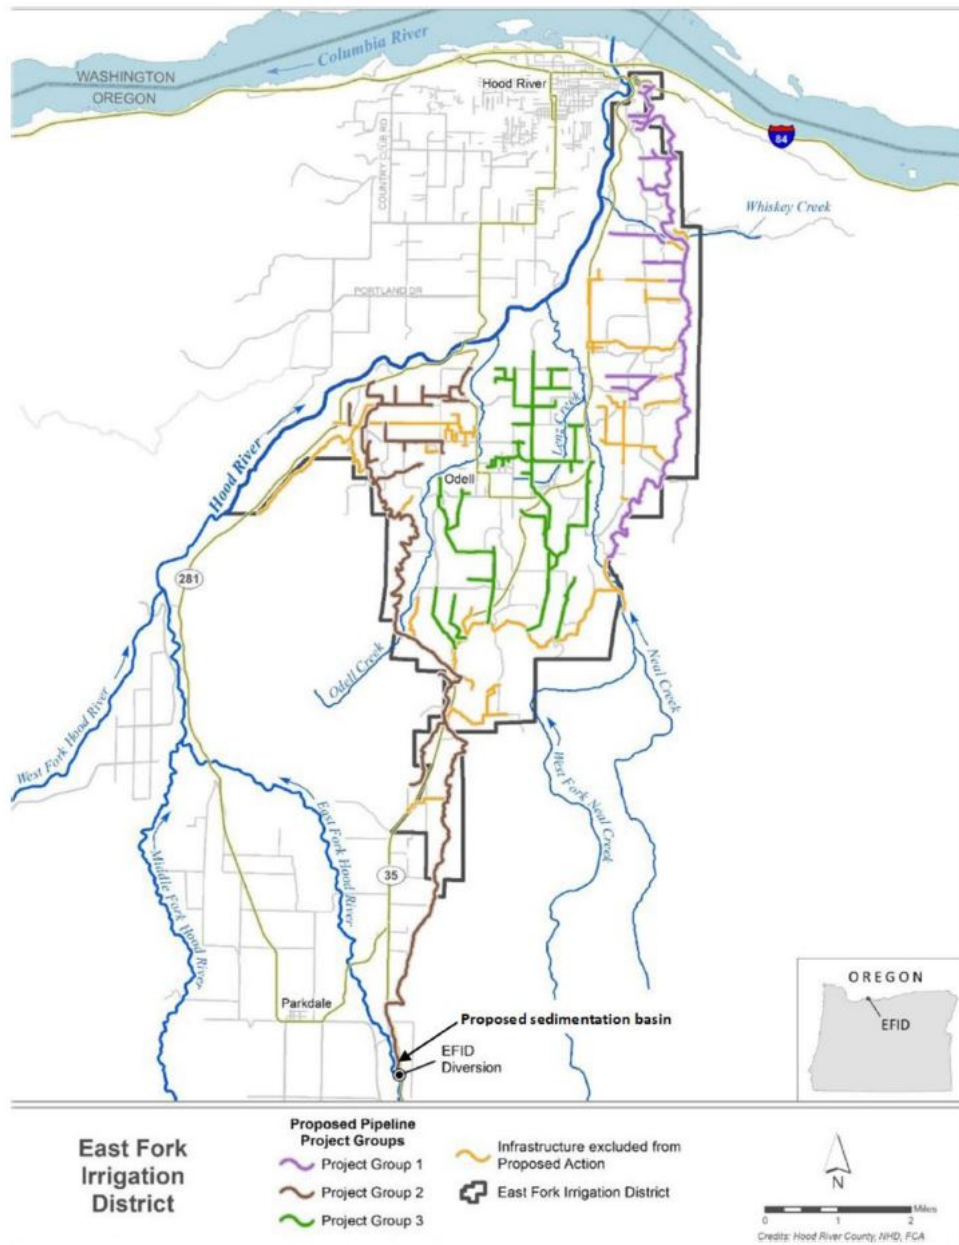 Columbia River
WASHINGTON
OREGON
Hood River
84
COUNTRY CLUB RD
Whiskey Creek
PORTLAND DR
Hood River
Lenz Creek
Odell
281
Odell Creek
Neal Creek
West Fork Hood River
West Fork Neal Creek
East Fork Hood River
Middle Fork Hood River
35
Parkdale
Proposed sedimentation basin
EFID
Diversion
OREGON
EFID
East Fork
Irrigation
District
Proposed Pipeline
Project Groups
Project Group 1
Project Group 2
Project Group 3
Infrastructure excluded from
Proposed Action
East Fork Irrigation District
N
Miles
0 1 2
Credits: Hood River County, NHD, FCA